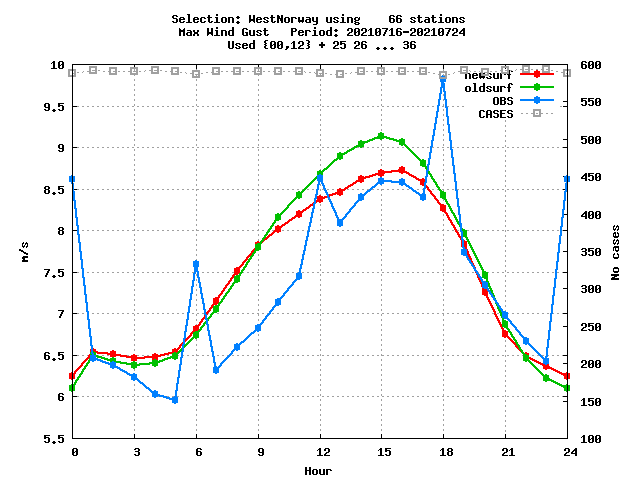 Selection: WestNorway using    66 stations
Max Wind Gust   Period: 20210716-20210724
Used {00,12} + 25 26 ... 36
newsurf
oldsurf
OBS
CASES
10
9.5
9
8.5
8
7.5
7
6.5
6
5.5
m/s
600
550
500
450
400
350
300
250
200
150
100
No cases
0 3 6 9 12 15 18 21 24
Hour